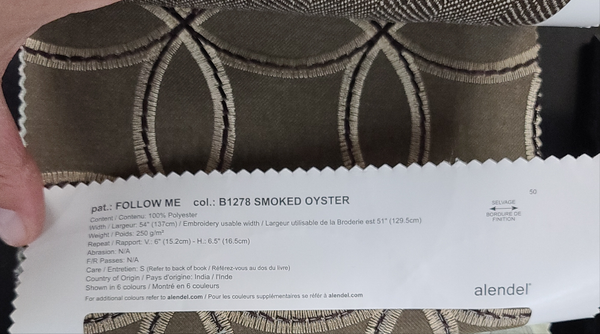 pat.: FOLLOW ME col.: B1278 SMOKED OYSTER
Content / Contenu: 100% Polyester
Width / Largeur: 54" (137cm) / Embroidery usable width / Largeur utilisable de la Broderie est 51" (129.5cm)
Weight / Poids: 250 g/m²
Repeat / Rapport: V.: 6" (15.2cm) - H.: 6.5" (16.5cm)
Abrasion: N/A
F/R Passes: N/A
Care / Entretien: S (Refer to back of book / Référez-vous au dos du livre)
Country of Origin / Pays d'origine: India / l'Inde
Shown in 6 colours / Montré en 6 couleurs
For additional colours refer to alendel.com / Pour les couleurs supplémentaires se référer à alendel.com
50
SELVAGE
BORDURE DE
FINITION
alendel